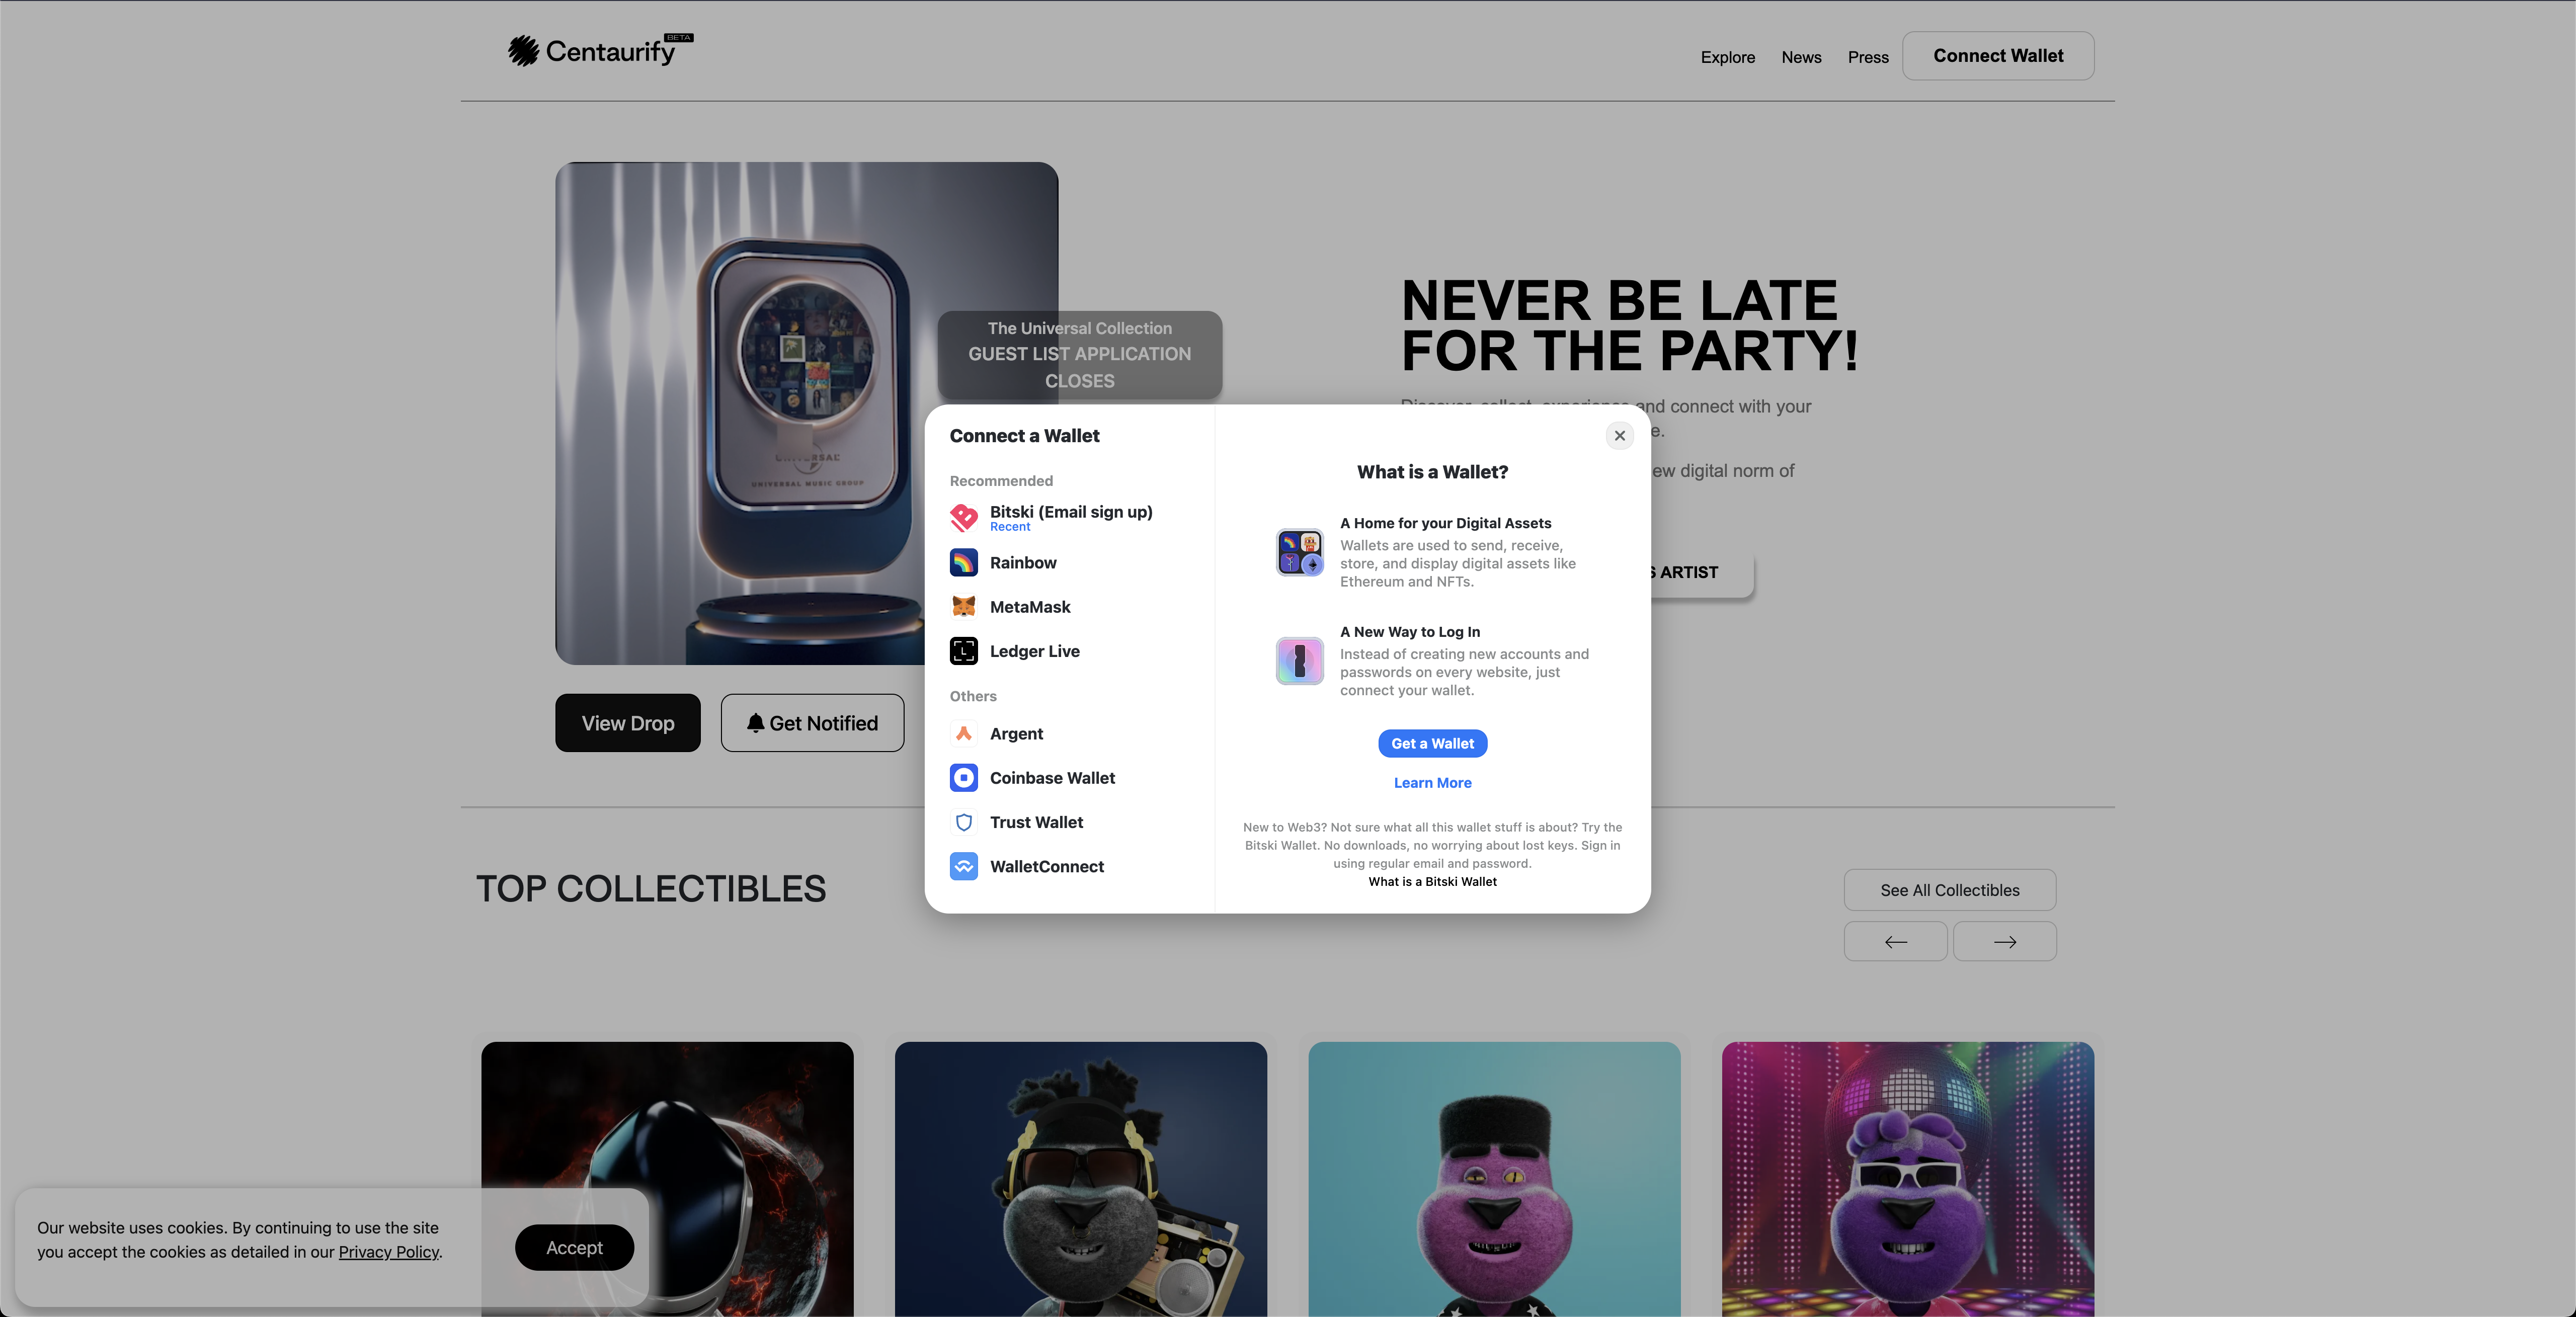 Centaurify
BETA
Explore
News
Press
Connect Wallet
The Universal Collection
GUEST LIST APPLICATION
CLOSES
UNIVERSAL
UNIVERSAL MUSIC GROUP
NEVER BE LATE
FOR THE PARTY!
and connect with your
e.
ew digital norm of
S ARTIST
View Drop
Get Notified
Connect a Wallet
Recommended
Bitski (Email sign up)
Recent
Rainbow
MetaMask
Ledger Live
Others
Argent
Coinbase Wallet
Trust Wallet
WalletConnect
What is a Wallet?
A Home for your Digital Assets
Wallets are used to send, receive,
store, and display digital assets like
Ethereum and NFTs.
A New Way to Log In
Instead of creating new accounts and
passwords on every website, just
connect your wallet.
Get a Wallet
Learn More
New to Web3? Not sure what all this wallet stuff is about? Try the
Bitski Wallet. No downloads, no worrying about lost keys. Sign in
using regular email and password.
What is a Bitski Wallet
TOP COLLECTIBLES
See All Collectibles
Our website uses cookies. By continuing to use the site
you accept the cookies as detailed in our Privacy Policy.
Accept